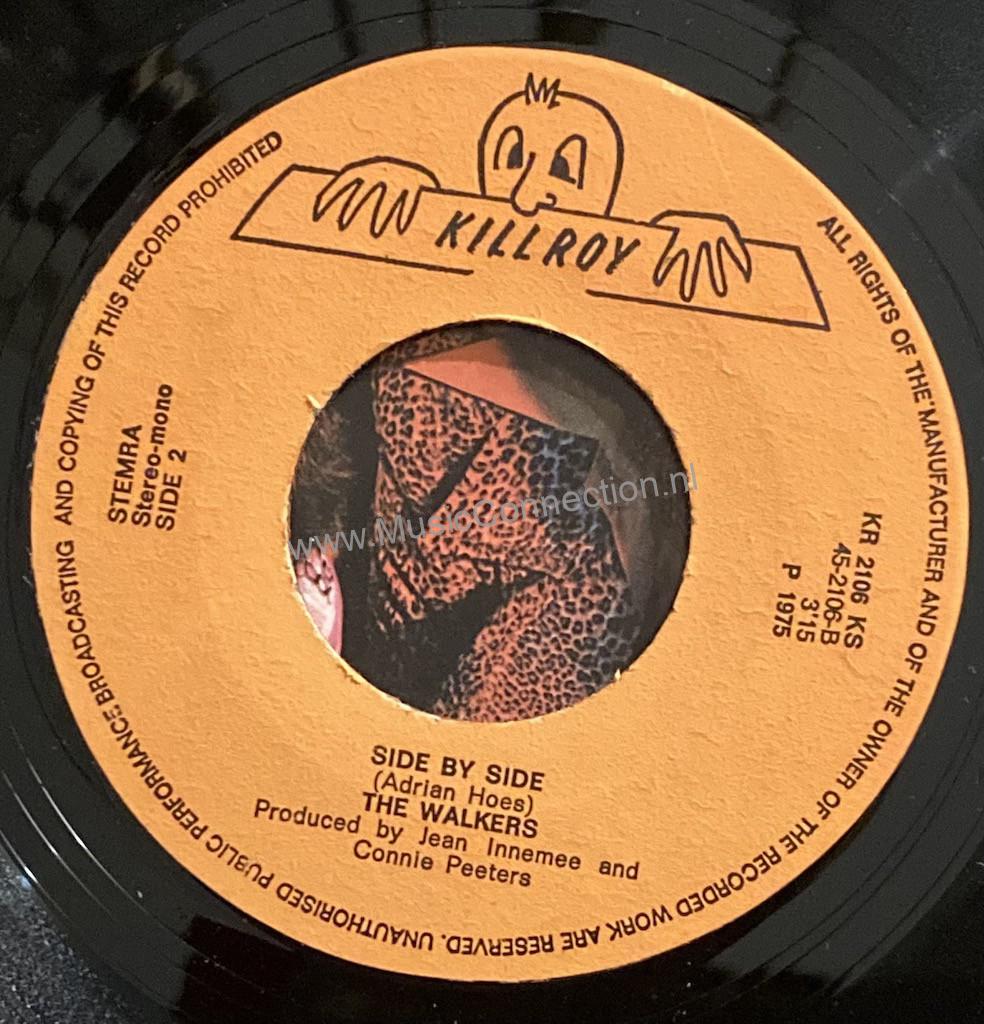 KILLROY
STEMRA
Stereo-mono
SIDE 2
KR 2106 KS
45-2106-B
3'15
P 1975
SIDE BY SIDE
(Adrian Hoes)
THE WALKERS
Produced by Jean Innemee and
Connie Peeters
ALL RIGHTS OF THE MANUFACTURER AND OF THE OWNER OF THE RECORDED WORK ARE RESERVED. UNAUTHORISED PUBLIC PERFORMANCE BROADCASTING AND COPYING OF THIS RECORD PROHIBITED
www.MusicConnection.nl